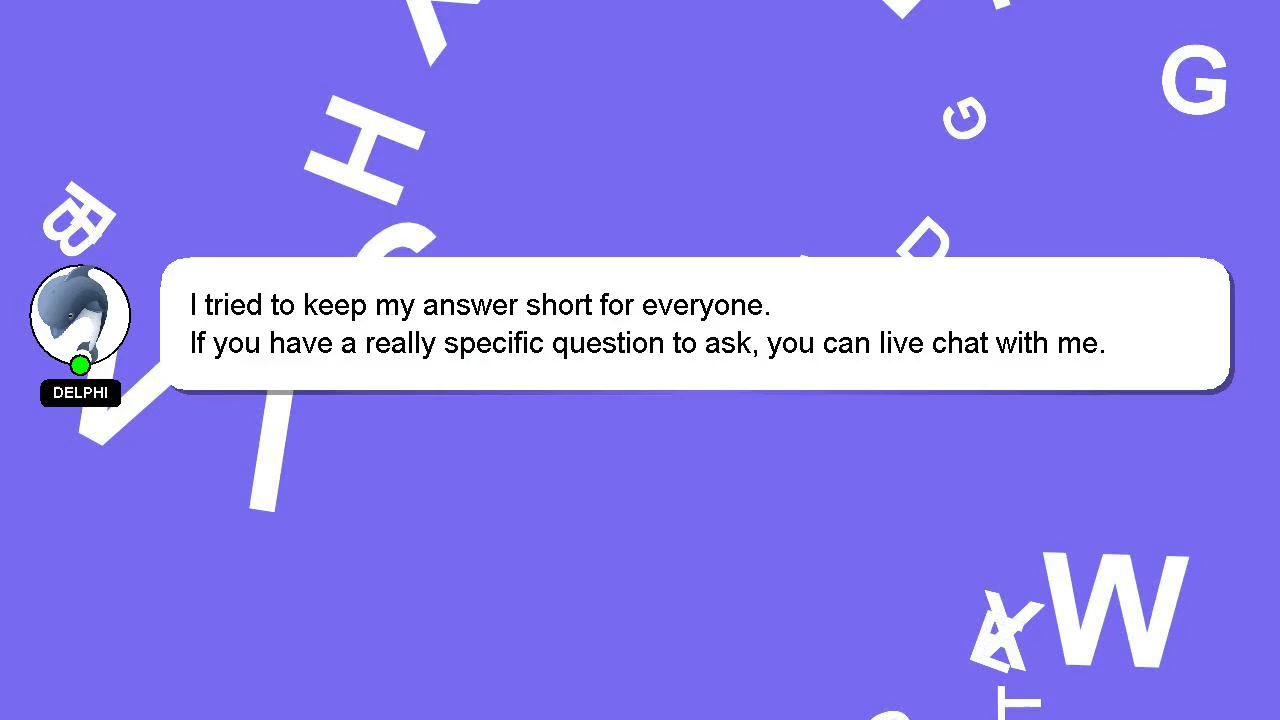 G
G
H
D
B
I tried to keep my answer short for everyone.
If you have a really specific question to ask, you can live chat with me.
DELPHI
W
T